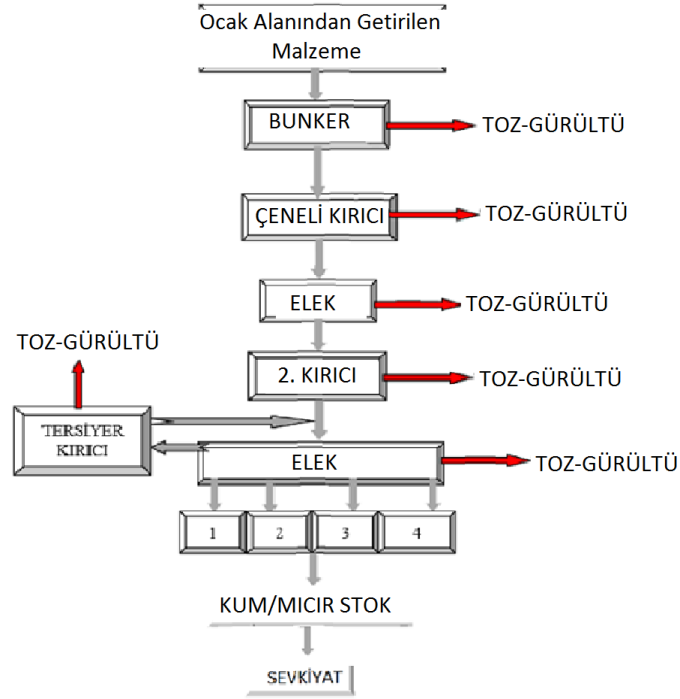 Ocak Alanından Getirilen
Malzeme
BUNKER
TOZ-GÜRÜLTÜ
ÇENELİ KIRICI
TOZ-GÜRÜLTÜ
ELEK
TOZ-GÜRÜLTÜ
TOZ-GÜRÜLTÜ
2. KIRICI
TOZ-GÜRÜLTÜ
TERSİYER
KIRICI
ELEK
TOZ-GÜRÜLTÜ
1 2 3 4
KUM/MICIR STOK
SEVKİYAT